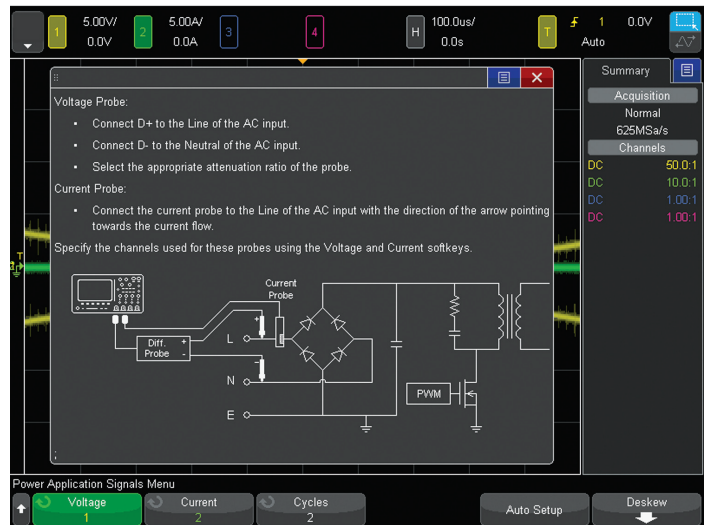 1 5.00V/ 0.0V
2 5.00A/ 0.0A
3
4
H 100.0us/ 0.0s
T
1 0.0V
Auto
Summary
Acquisition
Normal
625MSa/s
Channels
DC 50.0:1
DC 10.0:1
DC 1.00:1
DC 1.00:1
Voltage Probe:
• Connect D+ to the Line of the AC input.
• Connect D- to the Neutral of the AC input.
• Select the appropriate attenuation ratio of the probe.
Current Probe:
• Connect the current probe to the Line of the AC input with the direction of the arrow pointing
towards the current flow.
Specify the channels used for these probes using the Voltage and Current softkeys.
T
Current
Probe
Diff. +
Probe -
+
L
-
N
E
PWM
;
Power Application Signals Menu
Voltage
1
Current
2
Cycles
2
Auto Setup
Deskew